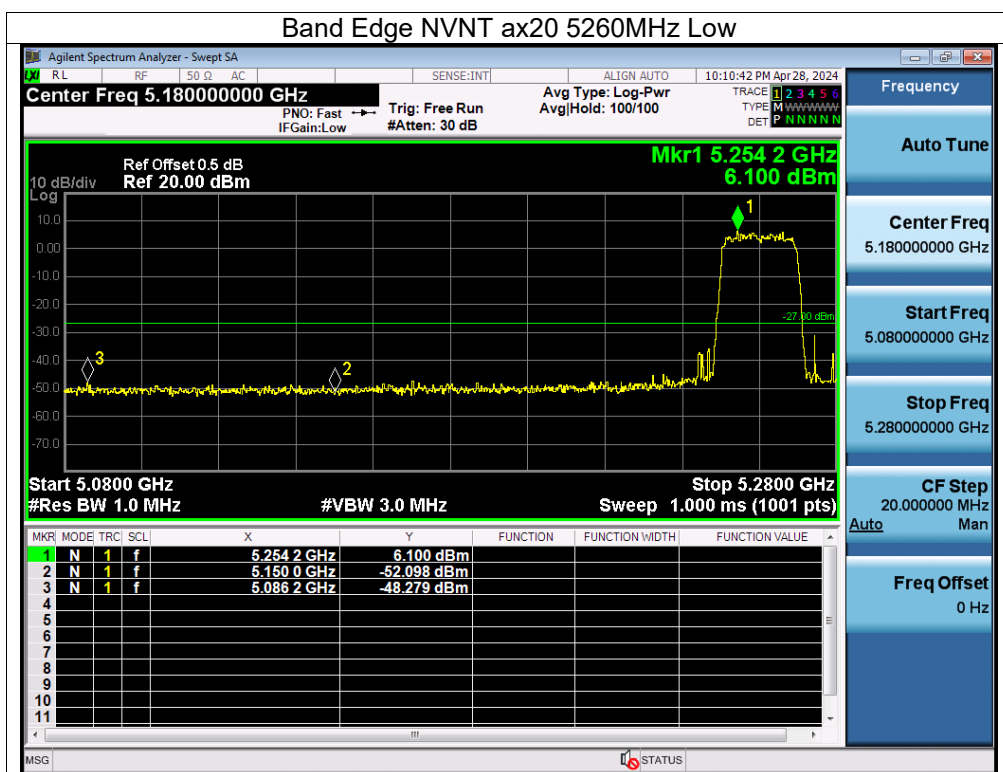 Band Edge NVNT ax20 5260MHz Low
Agilent Spectrum Analyzer - Swept SA
LXI RL RF 50 Ω AC SENSE:INT ALIGN AUTO 10:10:42 PM Apr 28, 2024
Center Freq 5.180000000 GHz
PNO: Fast
IFGain:Low
Trig: Free Run
#Atten: 30 dB
Avg Type: Log-Pwr
Avg|Hold: 100/100
TRACE 1 2 3 4 5 6
TYPE M WWWWW
DET P N N N N N
Mkr1 5.254 2 GHz
6.100 dBm
Ref Offset 0.5 dB
10 dB/div Ref 20.00 dBm
Log
10.0
0.00
-10.0
-20.0
-30.0
-40.0
-50.0
-60.0
-70.0
1
-27.00 dBm
3
2
Start 5.0800 GHz Stop 5.2800 GHz
#Res BW 1.0 MHz #VBW 3.0 MHz Sweep 1.000 ms (1001 pts)
MKR MODE TRC SCL X Y FUNCTION FUNCTION WIDTH FUNCTION VALUE
1 N 1 f 5.254 2 GHz 6.100 dBm
2 N 1 f 5.150 0 GHz -52.098 dBm
3 N 1 f 5.086 2 GHz -48.279 dBm
4
5
6
7
8
9
10
11
MSG STATUS
Frequency
Auto Tune
Center Freq
5.180000000 GHz
Start Freq
5.080000000 GHz
Stop Freq
5.280000000 GHz
CF Step
20.000000 MHz
Auto Man
Freq Offset
0 Hz